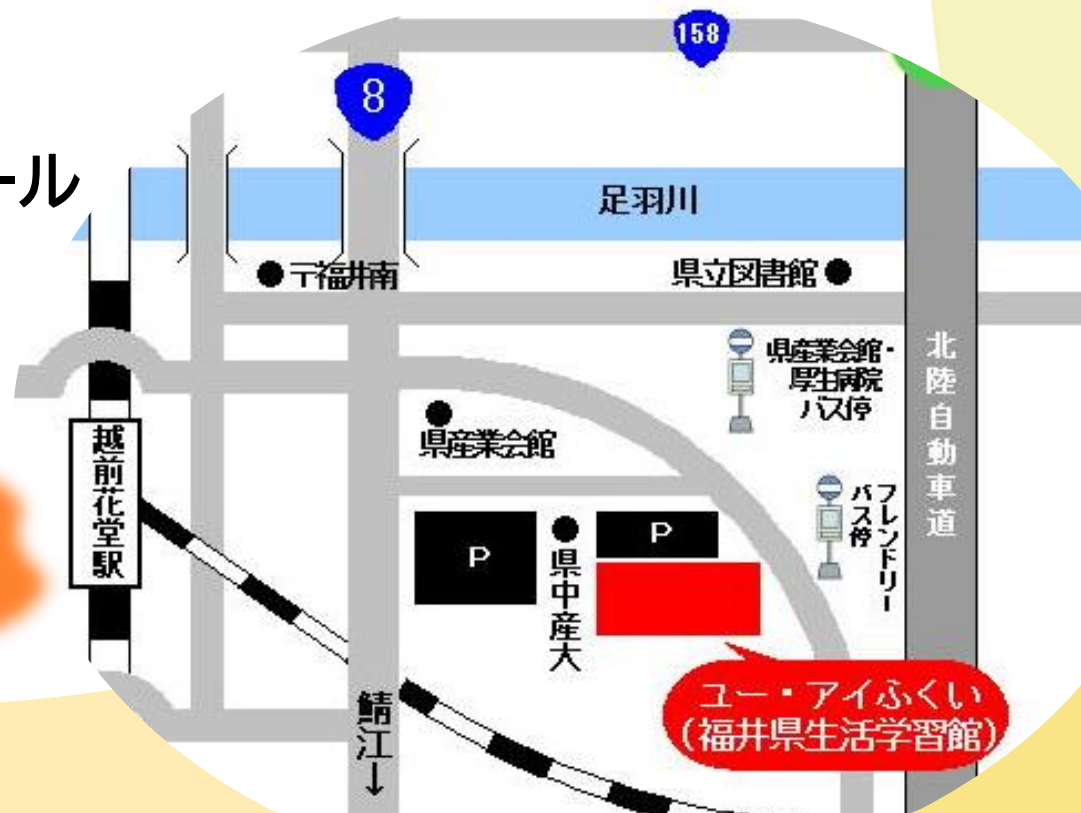 158
8
ール
足羽川
〒福井南
県立図書館
県産業会館・
厚生病院
バス停
北陸自動車道
県産業会館
越前花堂駅
フレンドリー
バス停
P
P
県中産大
ユー・アイふくい
(福井県生活学習館)
鯖江↓